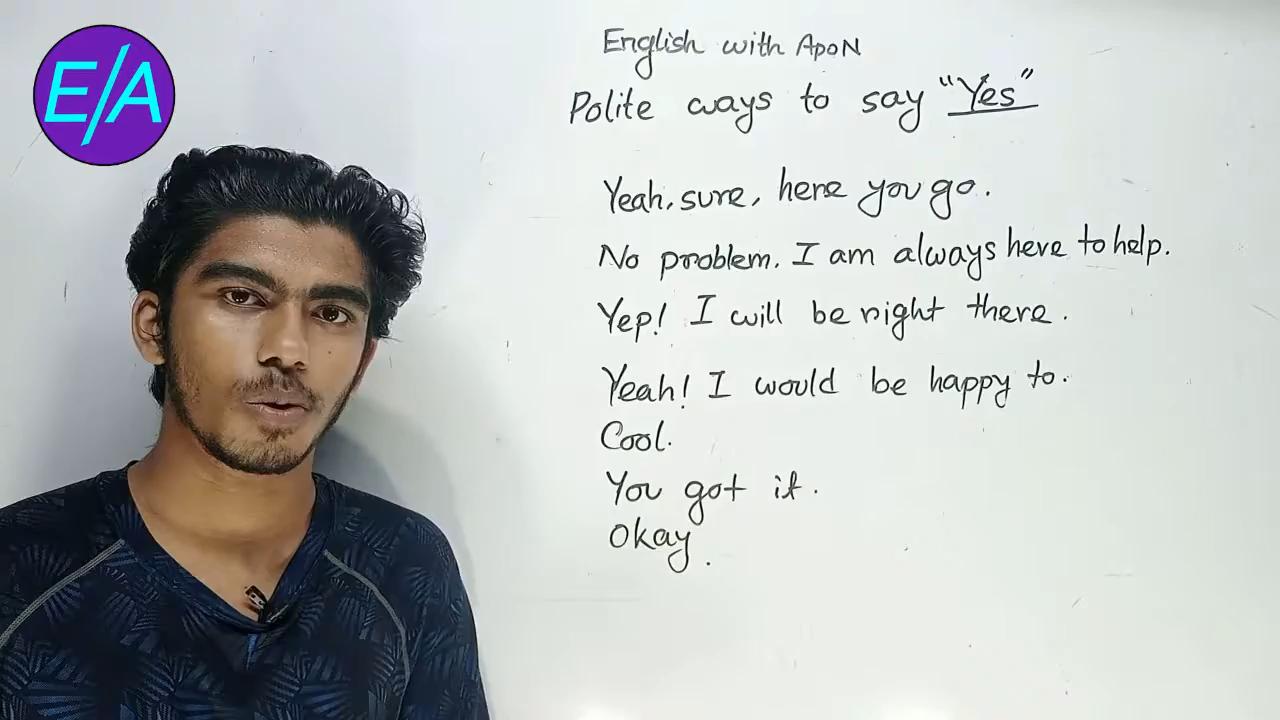 E/A
English with ApoN
Polite ways to say "Yes"
Yeah, sure, here you go.
No problem. I am always here to help.
Yep! I will be right there.
Yeah! I would be happy to.
Cool.
You got it.
Okay.